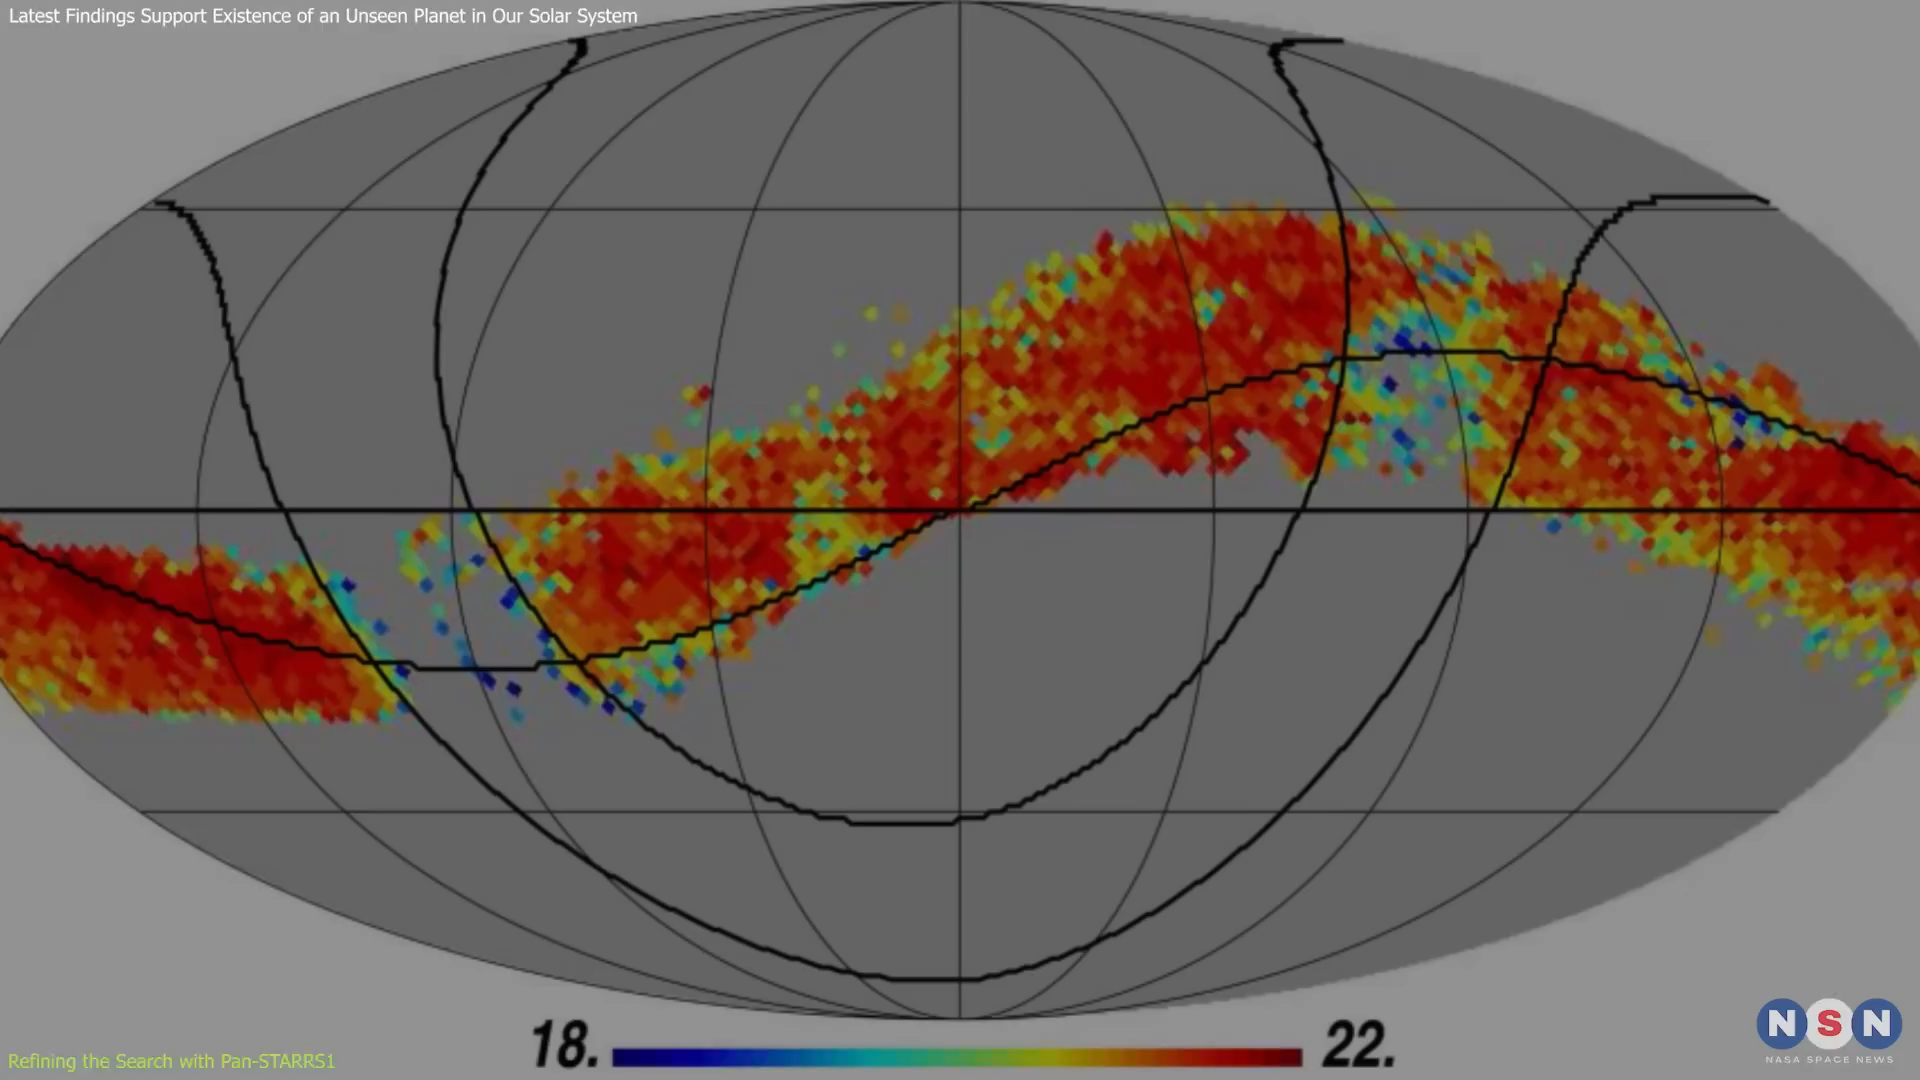 Latest Findings Support Existence of an Unseen Planet in Our Solar System
18.
22.
NSN
NASA SPACE NEWS
Refining the Search with Pan-STARRS1